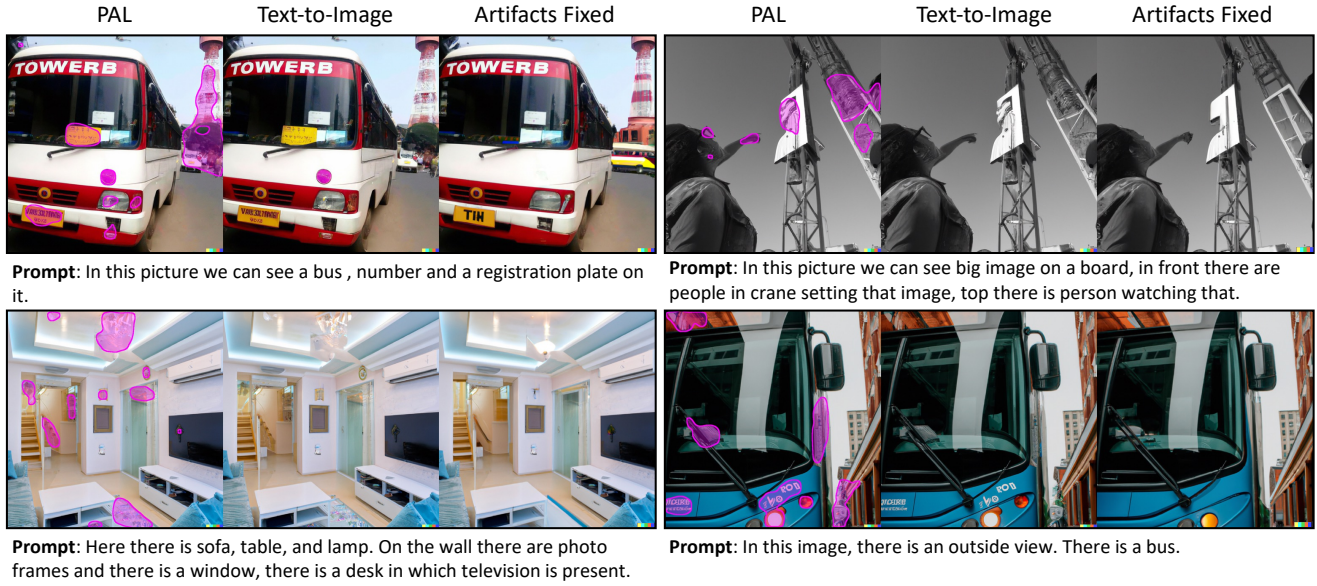 PAL Text-to-Image Artifacts Fixed PAL Text-to-Image Artifacts Fixed
TOWWERB TOWWERB TOWWERB
T1H
Prompt: In this picture we can see a bus , number and a registration plate on
it.
Prompt: In this picture we can see big image on a board, in front there are
people in crane setting that image, top there is person watching that.
Prompt: Here there is sofa, table, and lamp. On the wall there are photo
frames and there is a window, there is a desk in which television is present.
Prompt: In this image, there is an outside view. There is a bus.